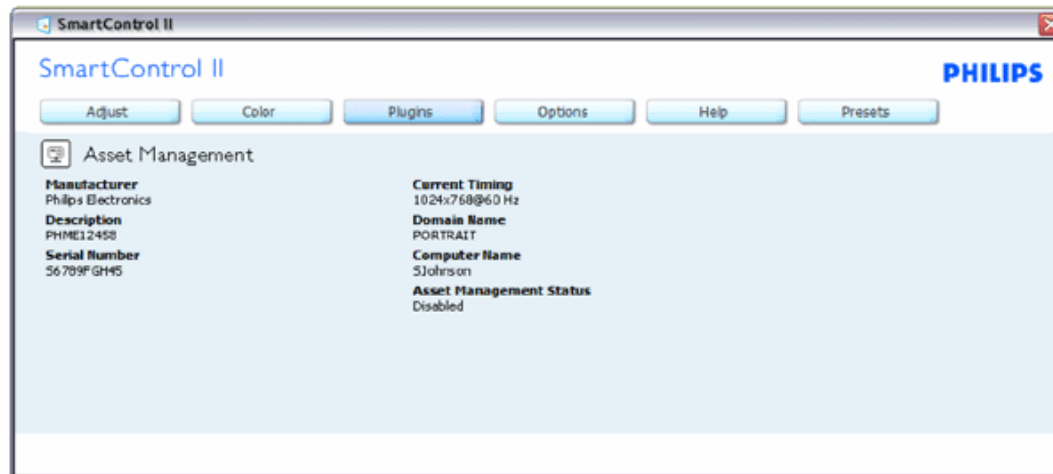 SmartControl II
SmartControl II
PHILIPS
Adjust
Color
Plugins
Options
Help
Presets
Asset Management
Manufacturer
Philips Electronics
Description
PHME12458
Serial Number
56789FGH45
Current Timing
1024x768@60 Hz
Domain Name
PORTRAIT
Computer Name
SJohnson
Asset Management Status
Disabled